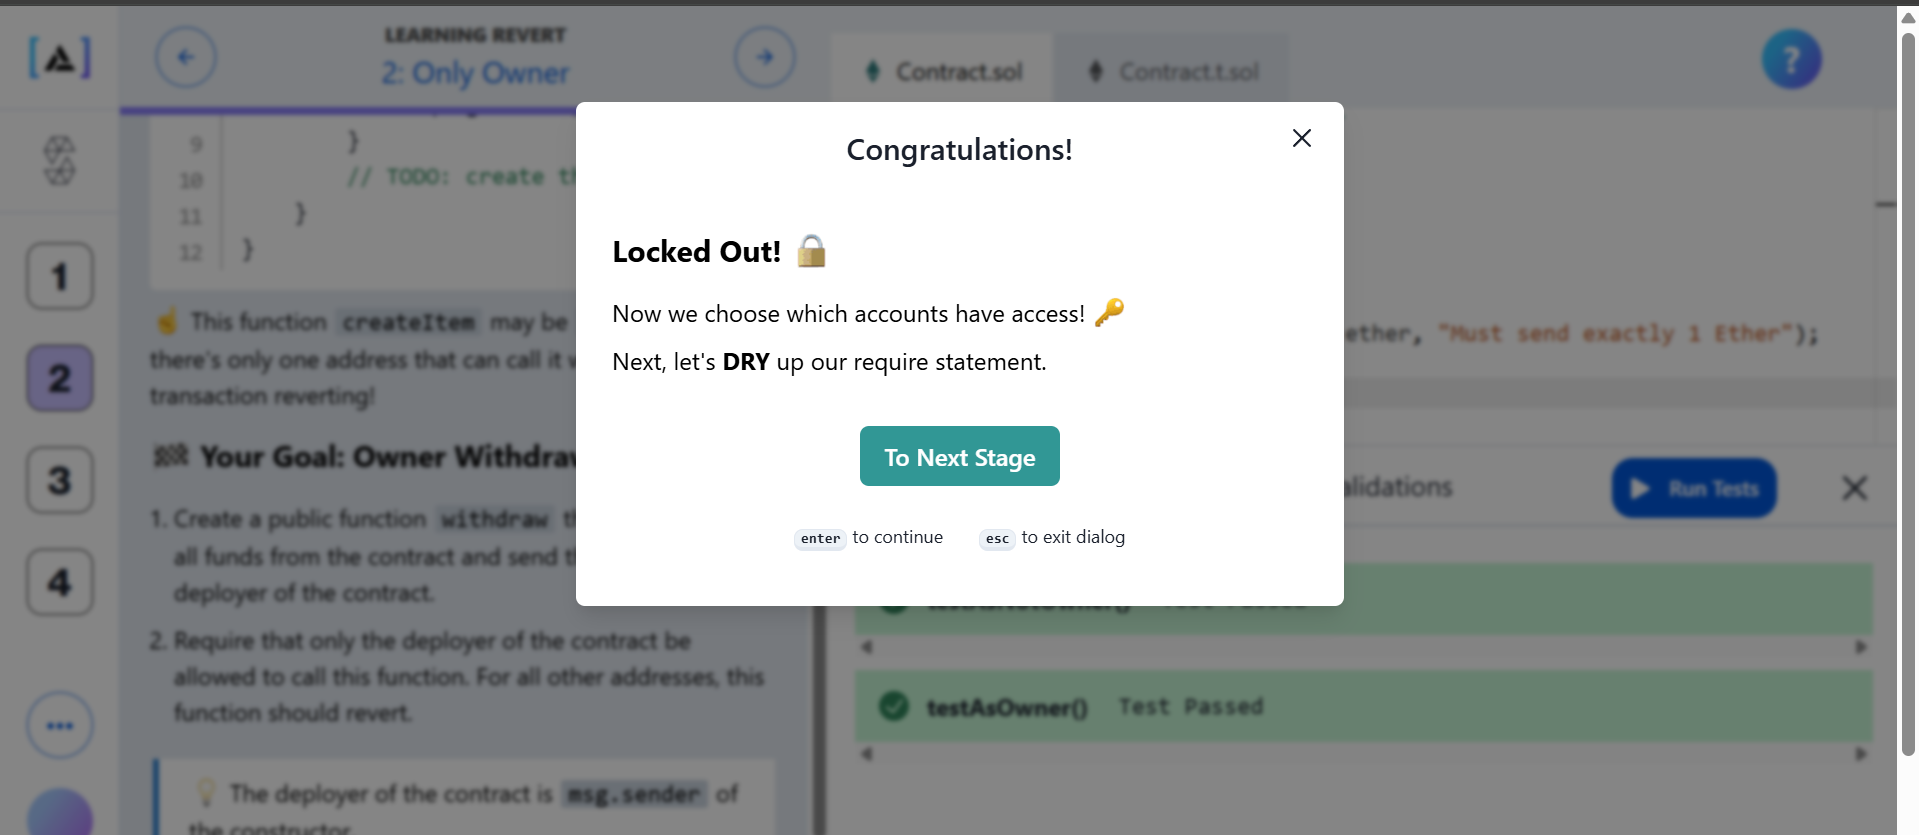 LEARNING REVERT
2: Only Owner
Contract.sol
Contract.t.sol
?
1
2
3
4
9 }
10 // TODO: create th
11 }
12 }
☝ This function createItem may be
there's only one address that can call it
transaction reverting!
🏁 Your Goal: Owner Withdraw
1. Create a public function withdraw
all funds from the contract and send
deployer of the contract.
2. Require that only the deployer of the contract be
allowed to call this function. For all other addresses, this
function should revert.
💡 The deployer of the contract is msg.sender of
the constructor
Congratulations!
Locked Out! 🔒
Now we choose which accounts have access! 🔑
Next, let's DRY up our require statement.
To Next Stage
enter to continue esc to exit dialog
ether, "Must send exactly 1 Ether");
alidations
Run Tests
testAsNotOwner() Test Passed
testAsOwner() Test Passed